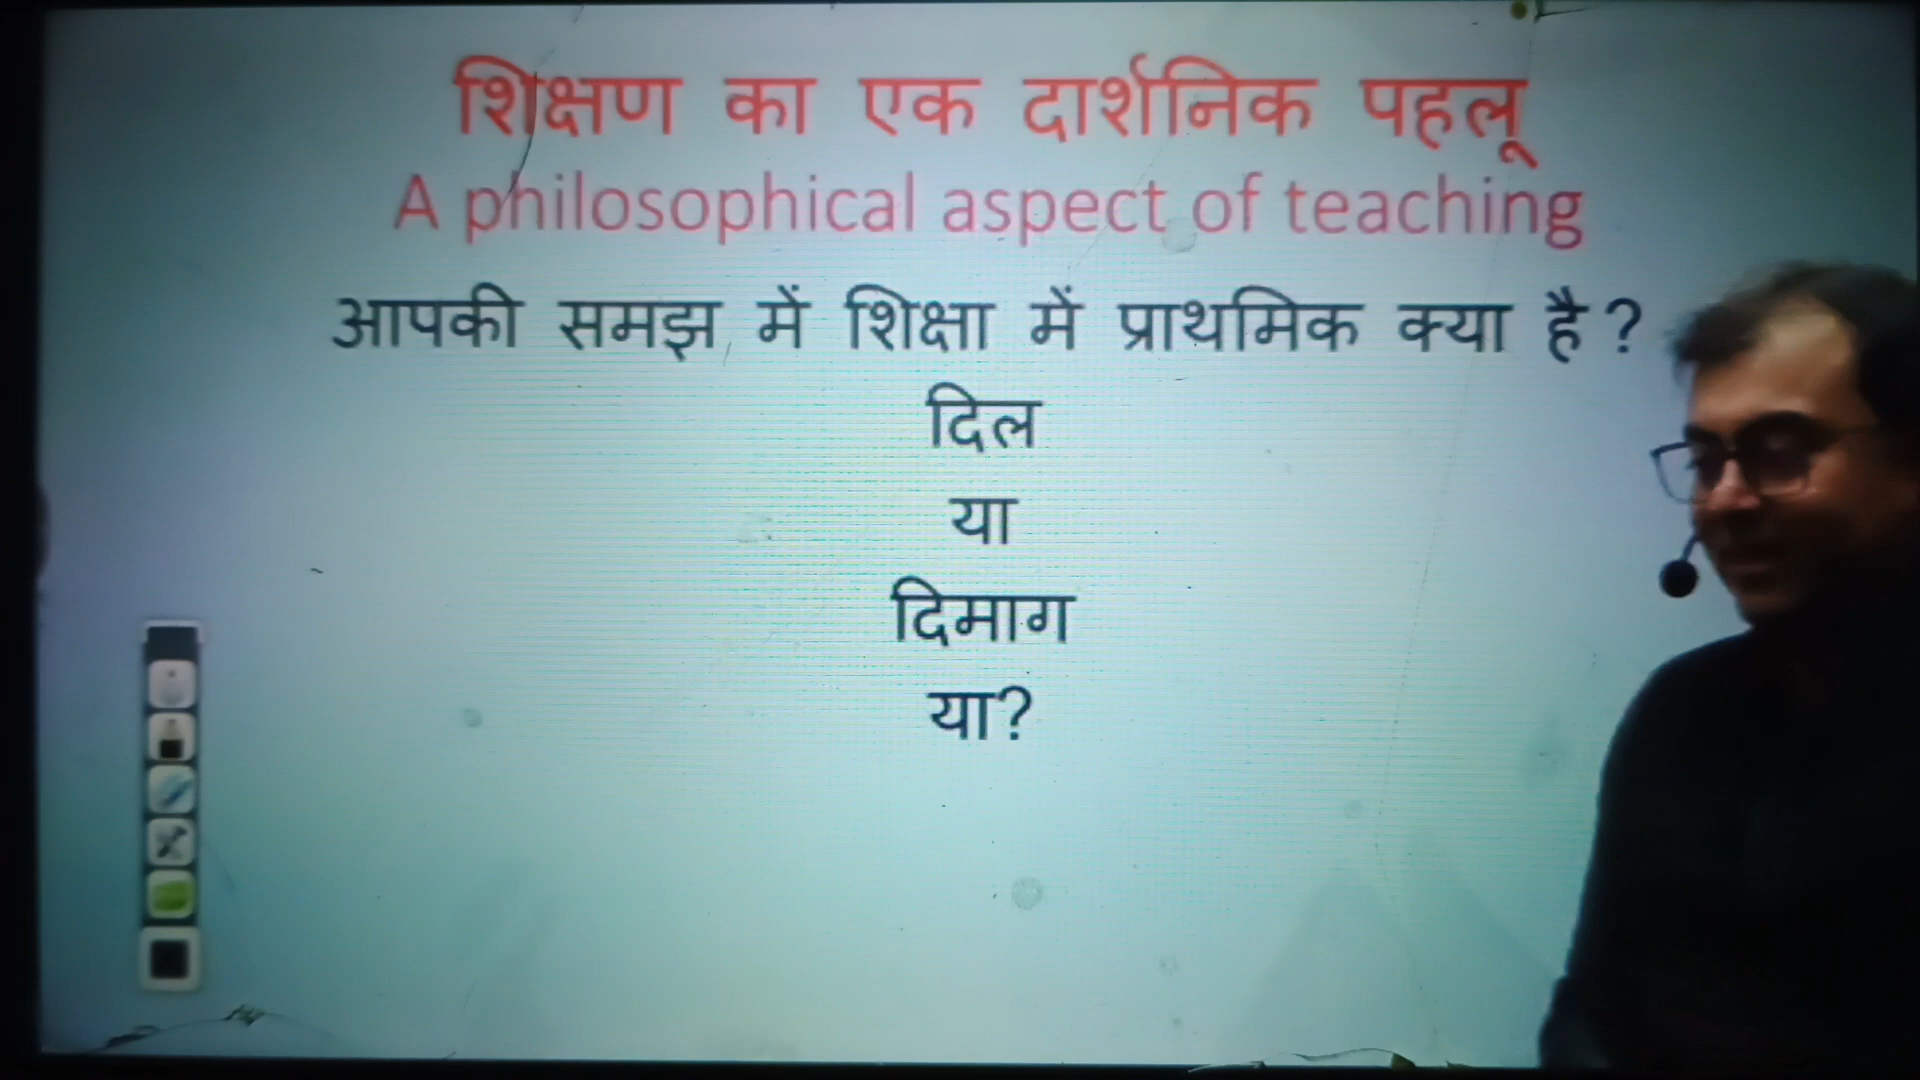 शिक्षण का एक दार्शनिक पहलू
A philosophical aspect of teaching
आपकी समझ में शिक्षा में प्राथमिक क्या है?
दिल
या
दिमाग
या?